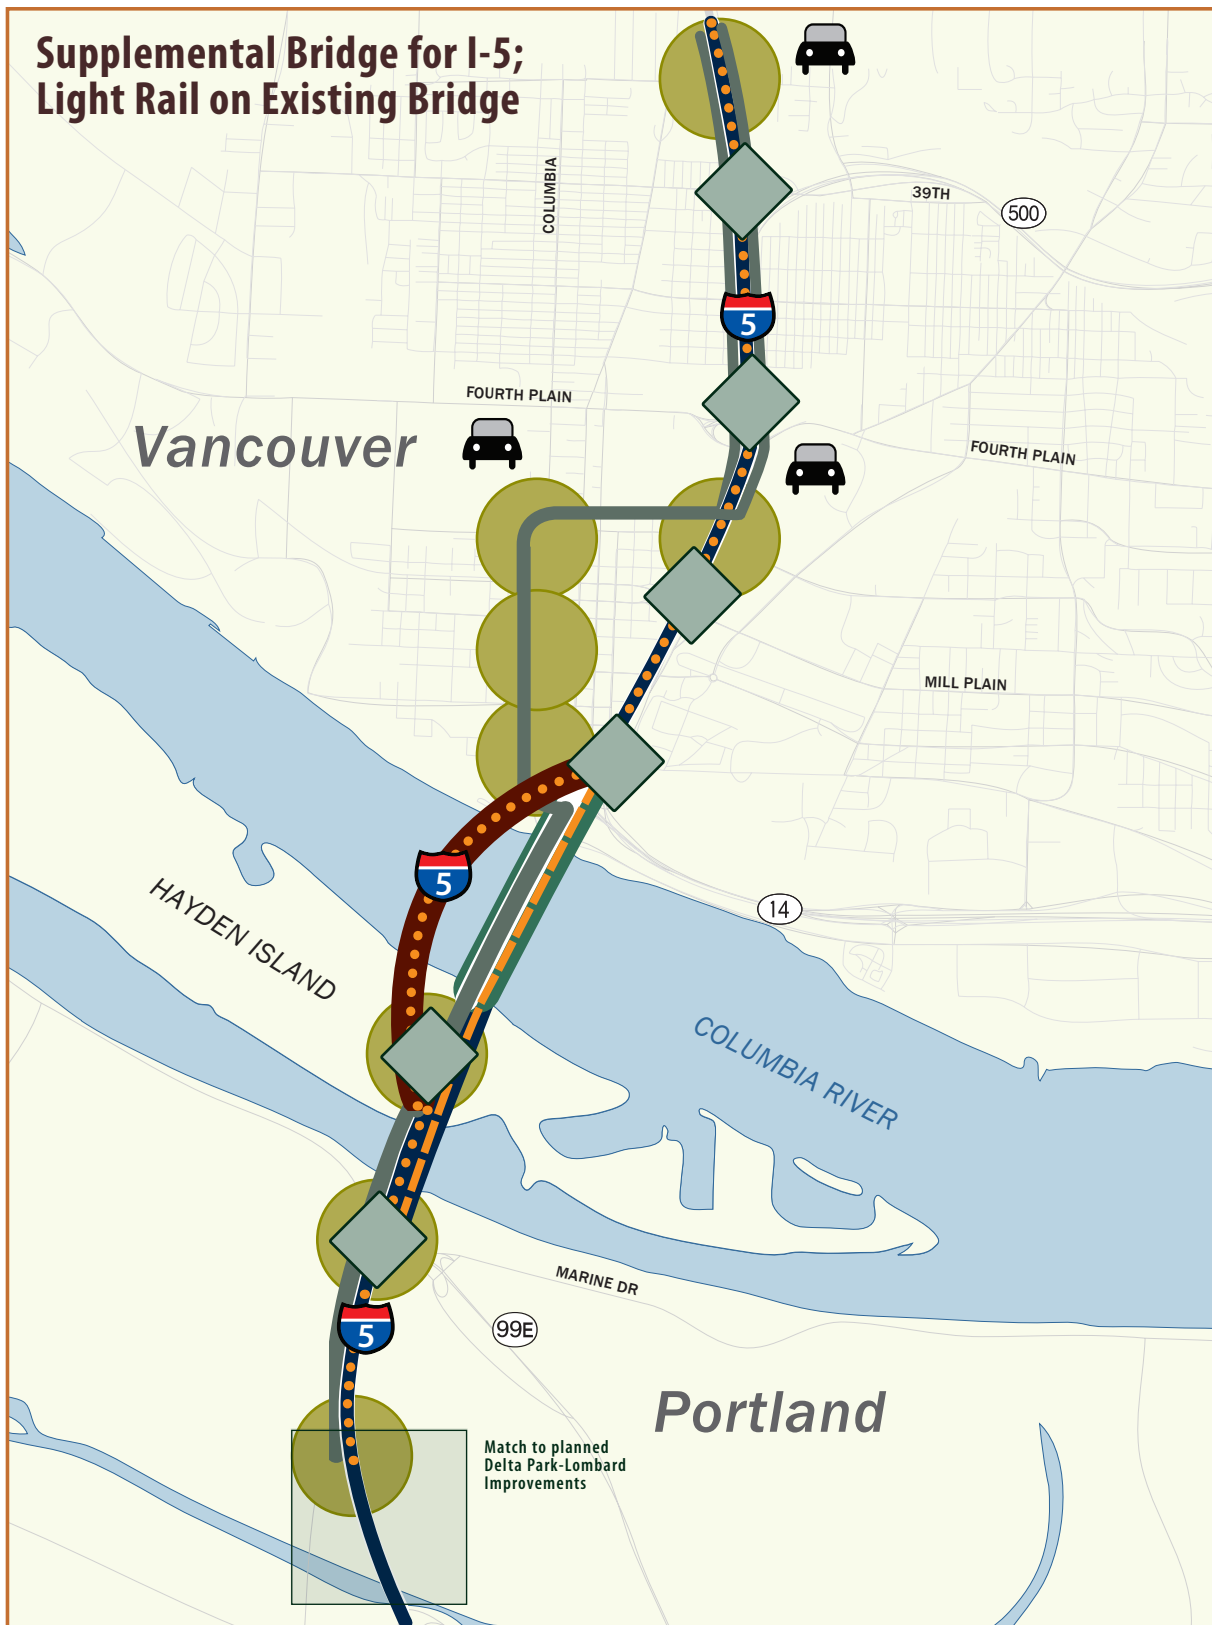 Supplemental Bridge for I-5;
Light Rail on Existing Bridge
COLUMBIA
39TH
500
5
FOURTH PLAIN
Vancouver
FOURTH PLAIN
MILL PLAIN
5
HAYDEN ISLAND
14
COLUMBIA RIVER
MARINE DR
5
99E
Portland
Match to planned
Delta Park-Lombard
Improvements